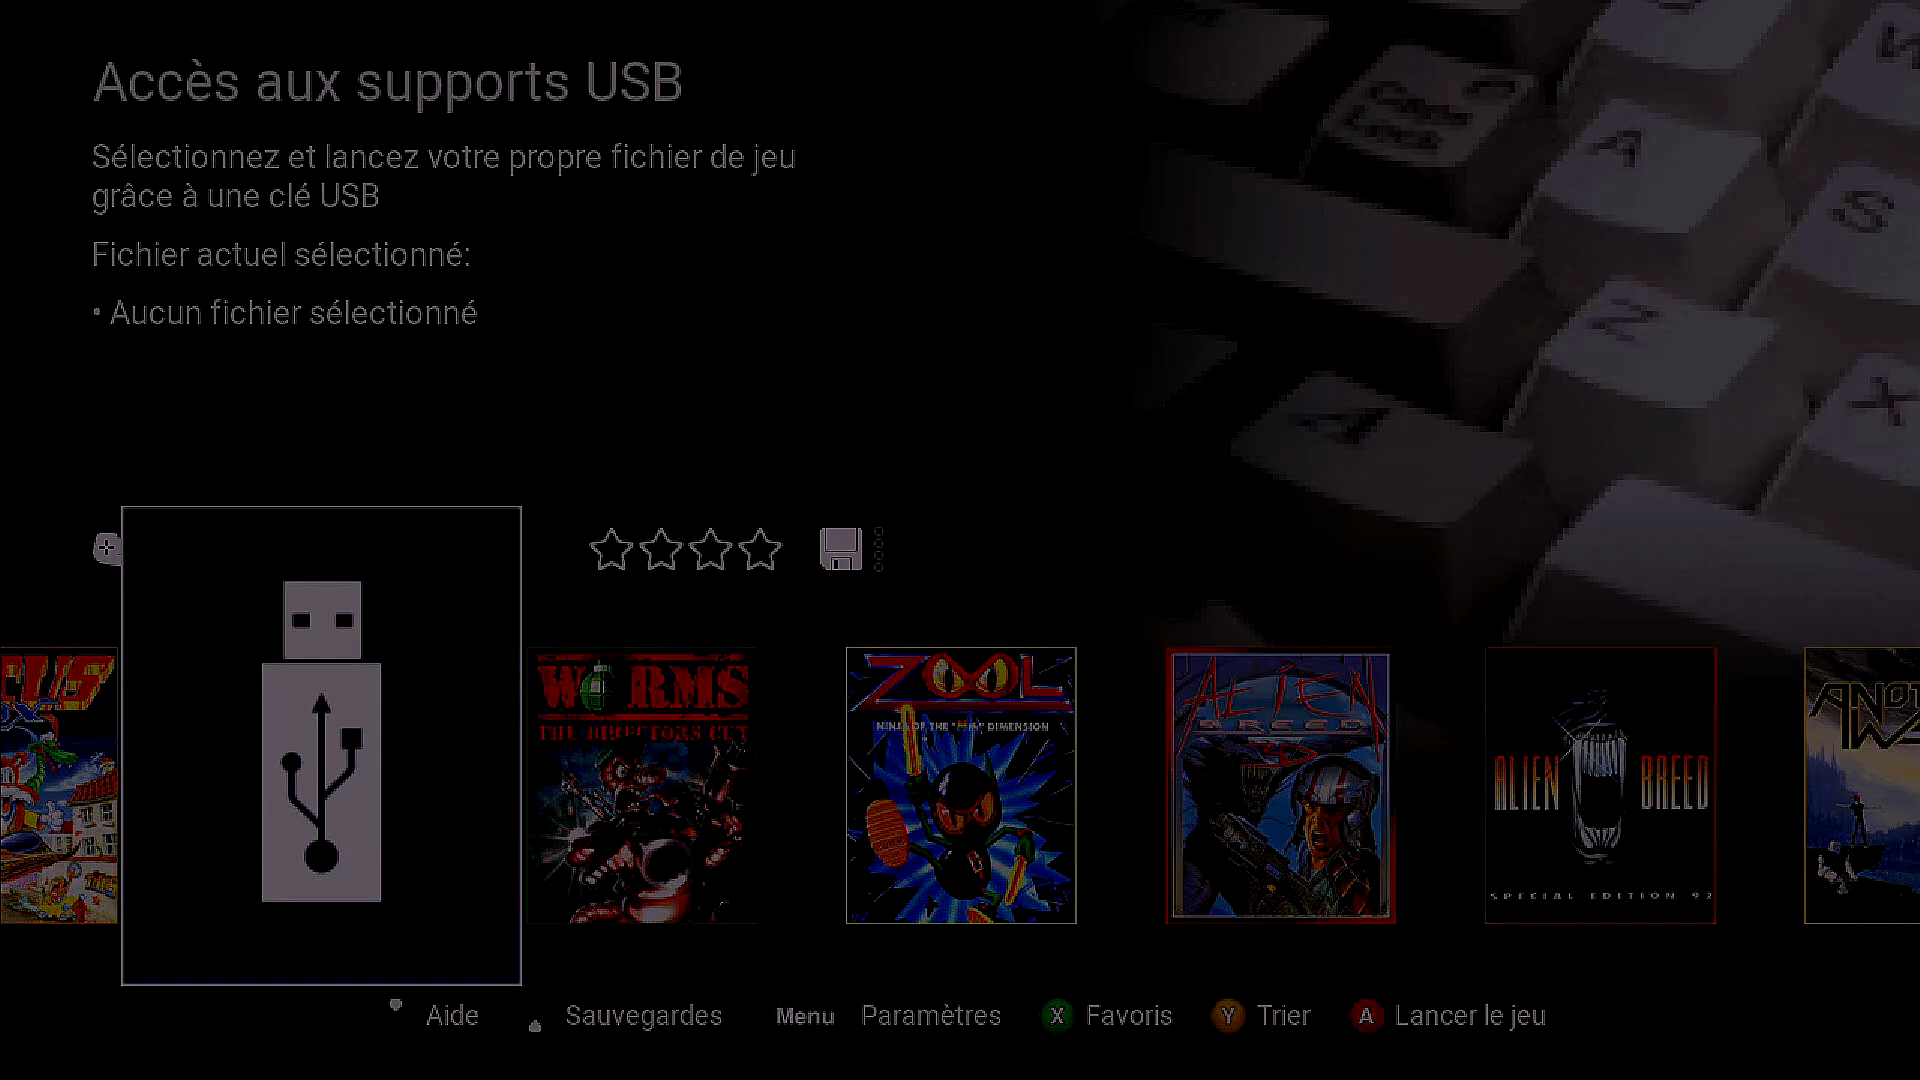 Accès aux supports USB
Sélectionnez et lancez votre propre fichier de jeu
grâce à une clé USB
Fichier actuel sélectionné:
• Aucun fichier sélectionné
A
S
Z
X
WORMS
THE DIRECTORS CUT
ZOOL
NINJA OF THE "Nth" DIMENSION
ALIEN
BREED
3D
ALIEN BREED
SPECIAL EDITION 92
Aide
Sauvegardes
Menu Paramètres
X Favoris
Y Trier
A Lancer le jeu